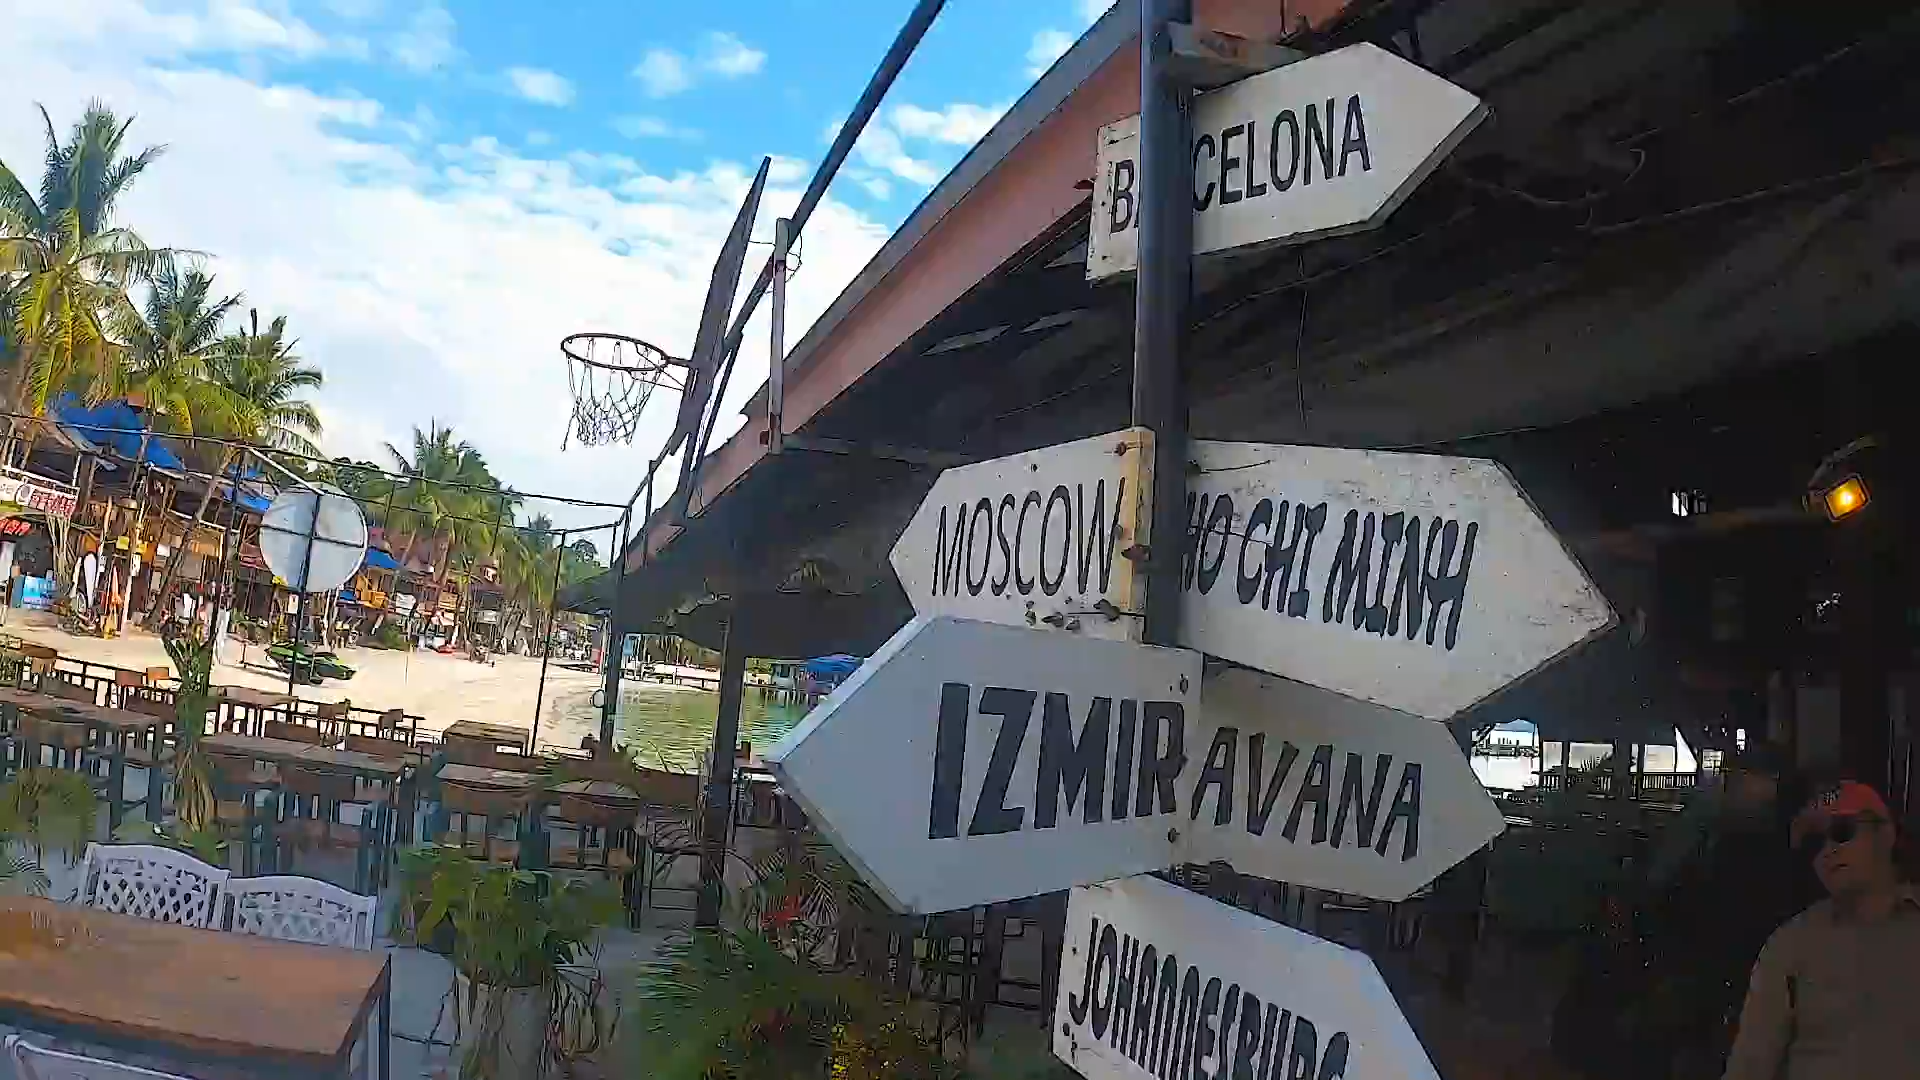 BARCELONA
MOSCOW
HO CHI MINH
IZMIR
AVANA
JOHANNESBURG